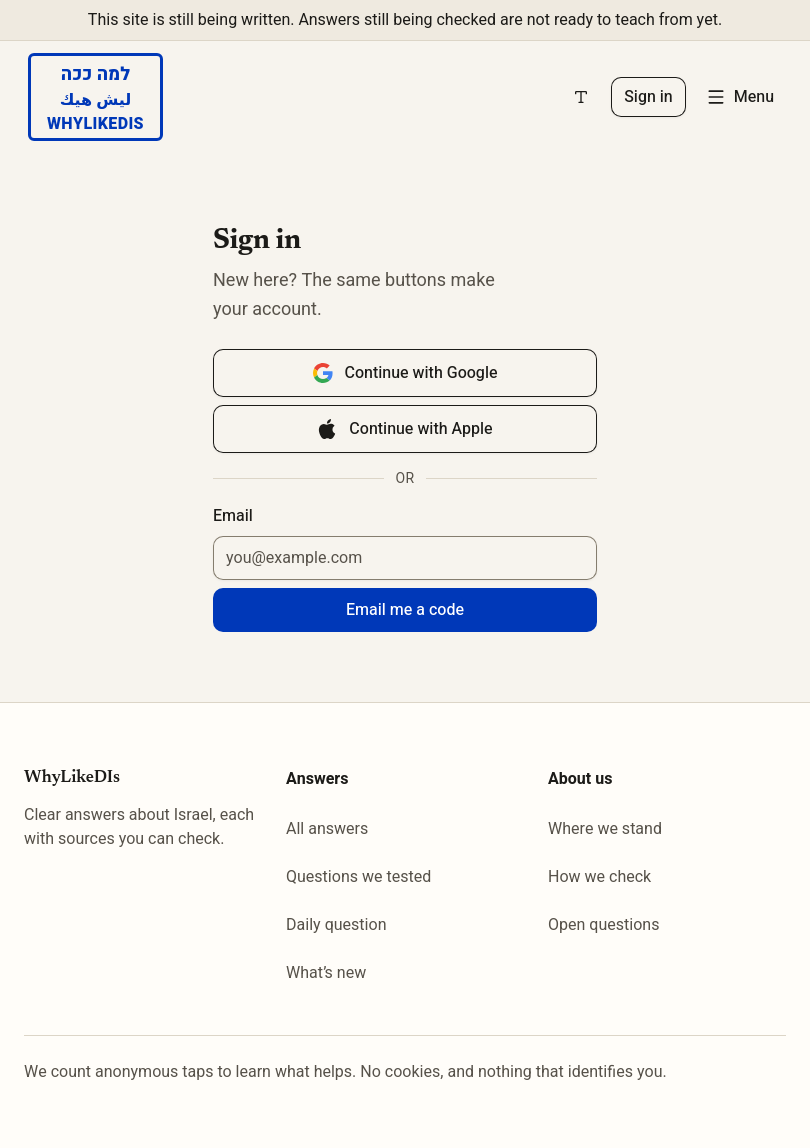 This site is still being written. Answers still being checked are not ready to teach from yet.
למה ככה
ليش هيك
WHYLIKEDIS
T
Sign in
Menu
Sign in
New here? The same buttons make
your account.
Continue with Google
Continue with Apple
OR
Email
you@example.com
Email me a code
WhyLikeDIs
Clear answers about Israel, each
with sources you can check.
Answers
All answers
Questions we tested
Daily question
What's new
About us
Where we stand
How we check
Open questions
We count anonymous taps to learn what helps. No cookies, and nothing that identifies you.